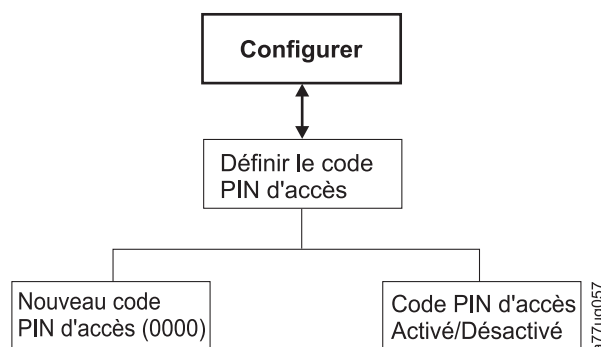 Configurer
Définir le code
PIN d'accès
Nouveau code
PIN d'accès (0000)
Code PIN d'accès
Activé/Désactivé
a77ug057